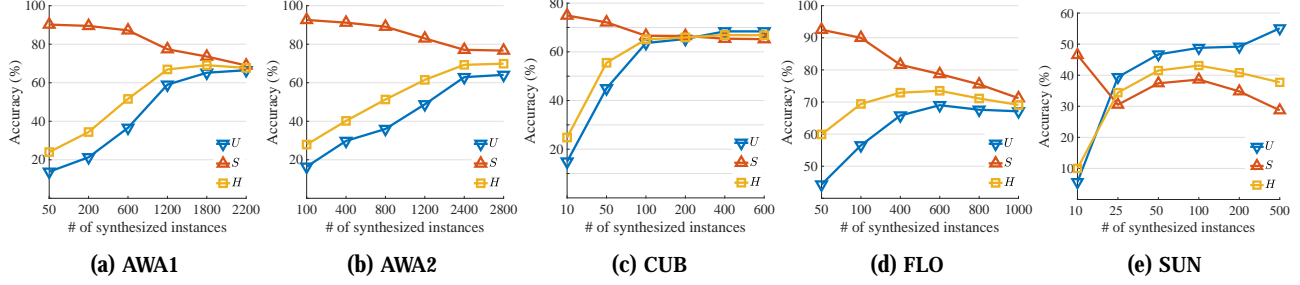 Accuracy (%)
100
80
60
40
20
U
S
H
50 200 600 1200 1800 2200
# of synthesized instances
(a) AWA1
Accuracy (%)
100
80
60
40
20
U
S
H
100 400 800 1200 2400 2800
# of synthesized instances
(b) AWA2
Accuracy (%)
80
60
40
20
U
S
H
10 50 100 200 400 600
# of synthesized instances
(c) CUB
Accuracy (%)
100
90
80
70
60
50
U
S
H
50 100 400 600 800 1000
# of synthesized instances
(d) FLO
Accuracy (%)
60
50
40
30
20
10
U
S
H
10 25 50 100 200 500
# of synthesized instances
(e) SUN